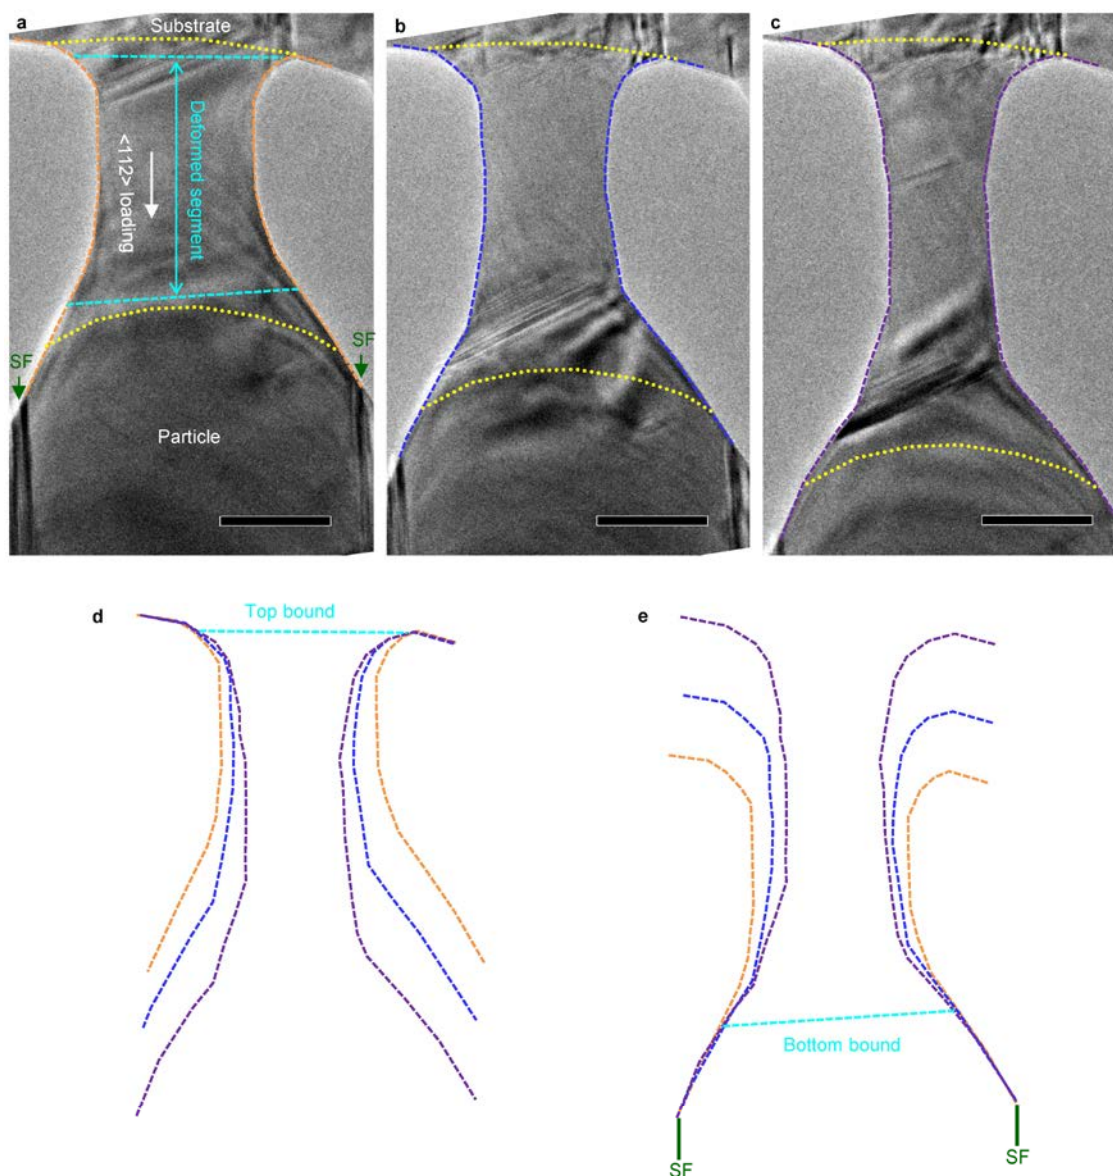 a
Substrate
<112> loading
Deformed segment
SF
SF
Particle
b
c
d
Top bound
e
Bottom bound
SF
SF